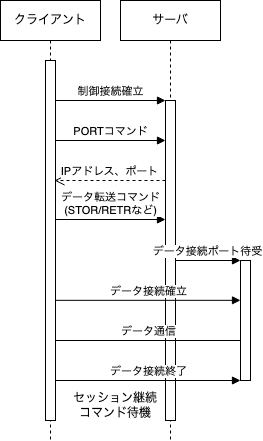 クライアント
サーバ
制御接続確立
PORTコマンド
IPアドレス、ポート
データ転送コマンド
(STOR/RETRなど)
データ接続ポート待受
データ接続確立
データ通信
データ接続終了
セッション継続
コマンド待機